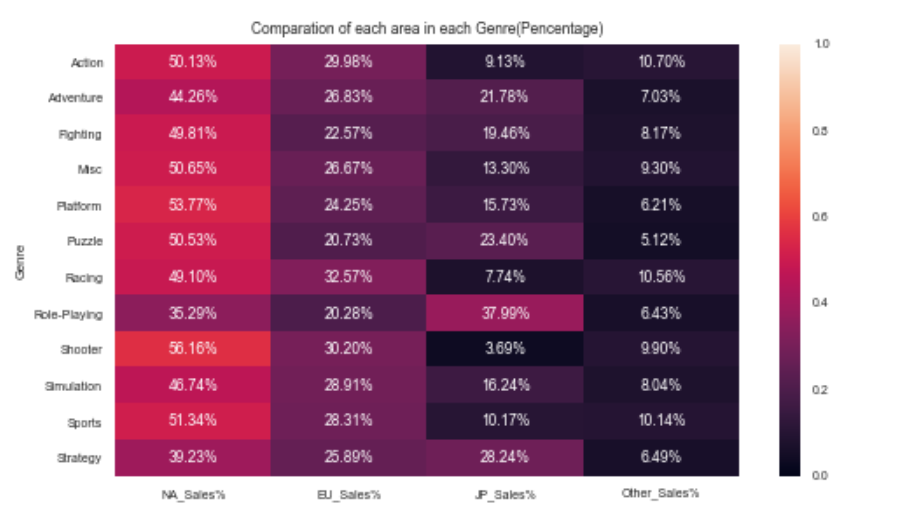 Comparation of each area in each Genre(Pencentage)
Genre
Action 50.13% 29.98% 9.13% 10.70%
Adventure 44.26% 26.83% 21.78% 7.03%
Fighting 49.81% 22.57% 19.46% 8.17%
Misc 50.65% 26.67% 13.30% 9.30%
Platform 53.77% 24.25% 15.73% 6.21%
Puzzle 50.53% 20.73% 23.40% 5.12%
Racing 49.10% 32.57% 7.74% 10.56%
Role-Playing 35.29% 20.28% 37.99% 6.43%
Shooter 56.16% 30.20% 3.69% 9.90%
Simulation 46.74% 28.91% 16.24% 8.04%
Sports 51.34% 28.31% 10.17% 10.14%
Strategy 39.23% 25.89% 28.24% 6.49%
NA_Sales% EU_Sales% JP_Sales% Other_Sales%
1.0
0.8
0.6
0.4
0.2
0.0